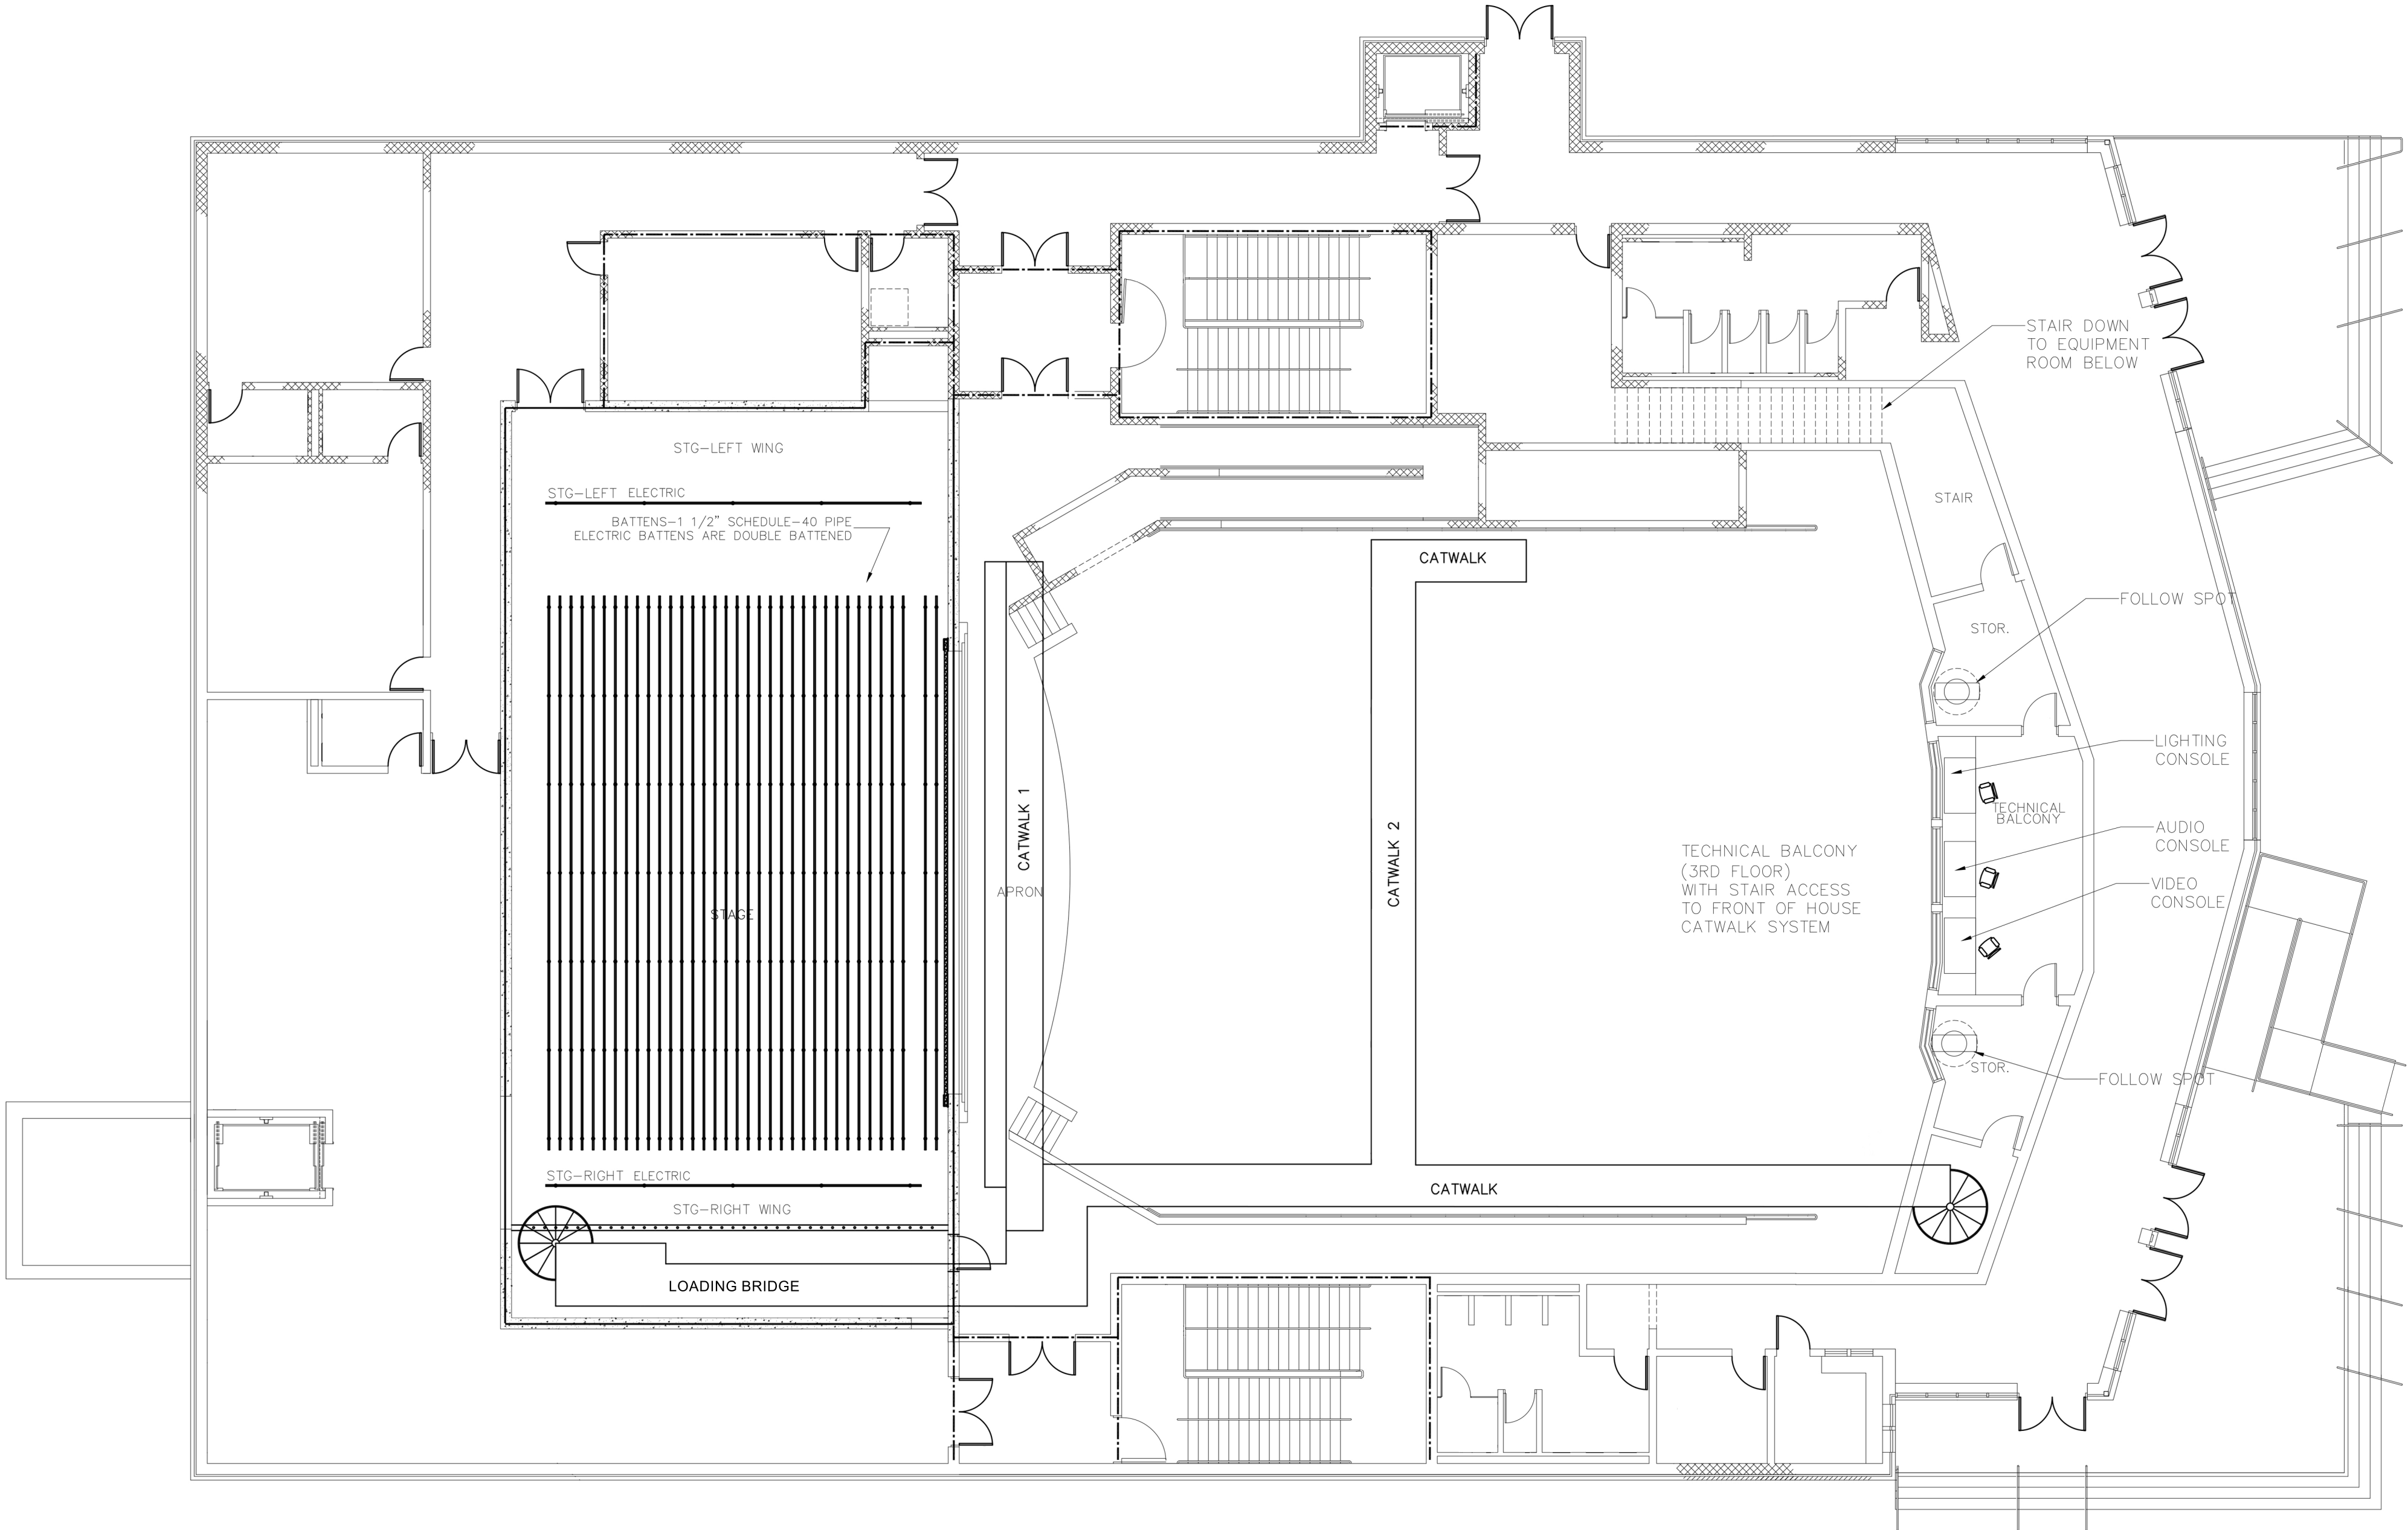 STAIR DOWN
TO EQUIPMENT
ROOM BELOW
STG-LEFT WING
STG-LEFT ELECTRIC
BATTENS-1 1/2" SCHEDULE-40 PIPE
ELECTRIC BATTENS ARE DOUBLE BATTENED
STAIR
CATWALK
FOLLOW SPOT
STOR.
LIGHTING
CONSOLE
TECHNICAL
BALCONY
CATWALK 1
CATWALK 2
AUDIO
CONSOLE
TECHNICAL BALCONY
(3RD FLOOR)
WITH STAIR ACCESS
TO FRONT OF HOUSE
CATWALK SYSTEM
VIDEO
CONSOLE
APRON
STAGE
STOR.
FOLLOW SPOT
STG-RIGHT ELECTRIC
CATWALK
STG-RIGHT WING
LOADING BRIDGE